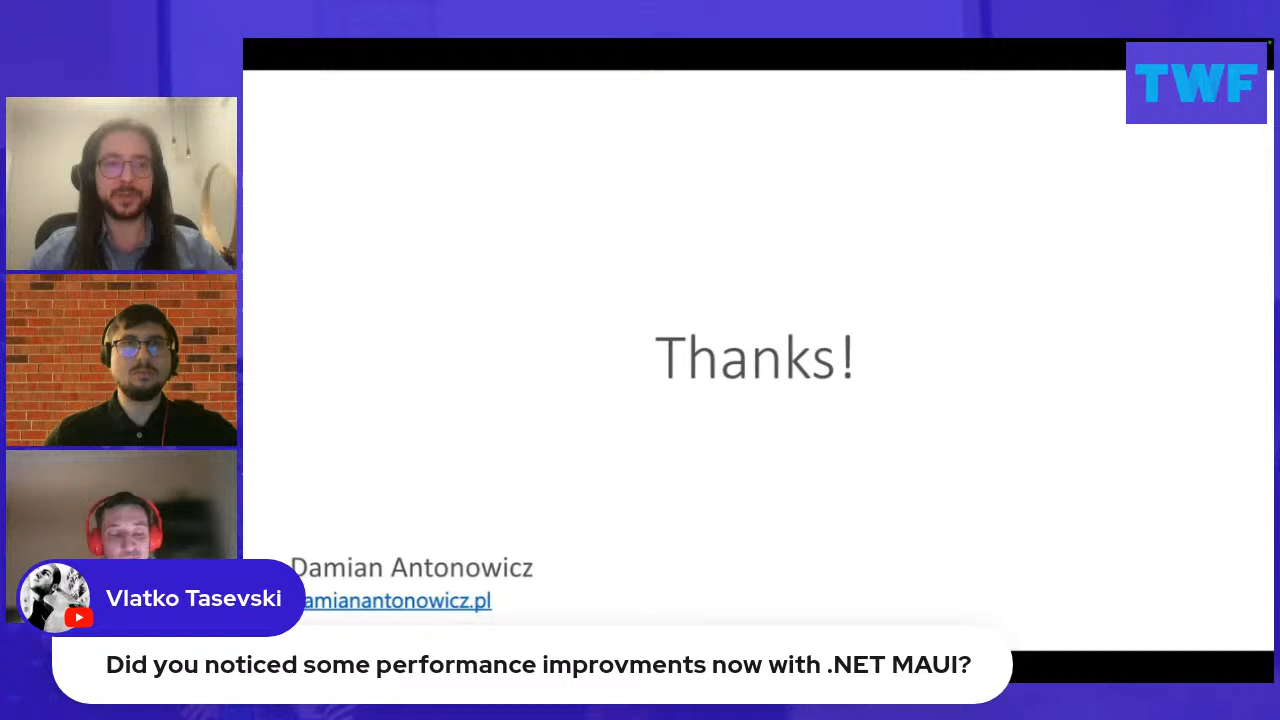 TWF
Thanks!
Damian Antonowicz
amianantonowicz.pl
Vlatko Tasevski
Did you noticed some performance improvments now with .NET MAUI?